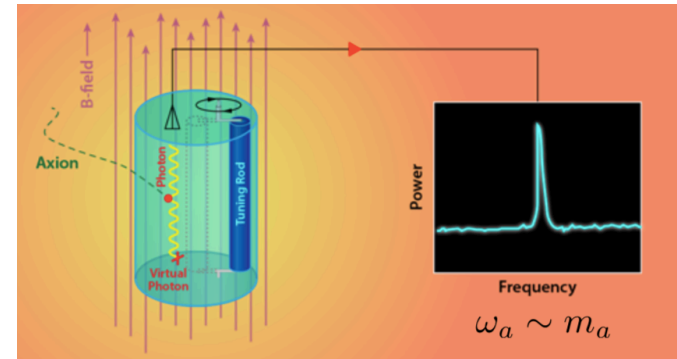 B-field
Axion
Photon
Virtual
Photon
Tuning Rod
Power
Frequency
ωₐ ∼ mₐ